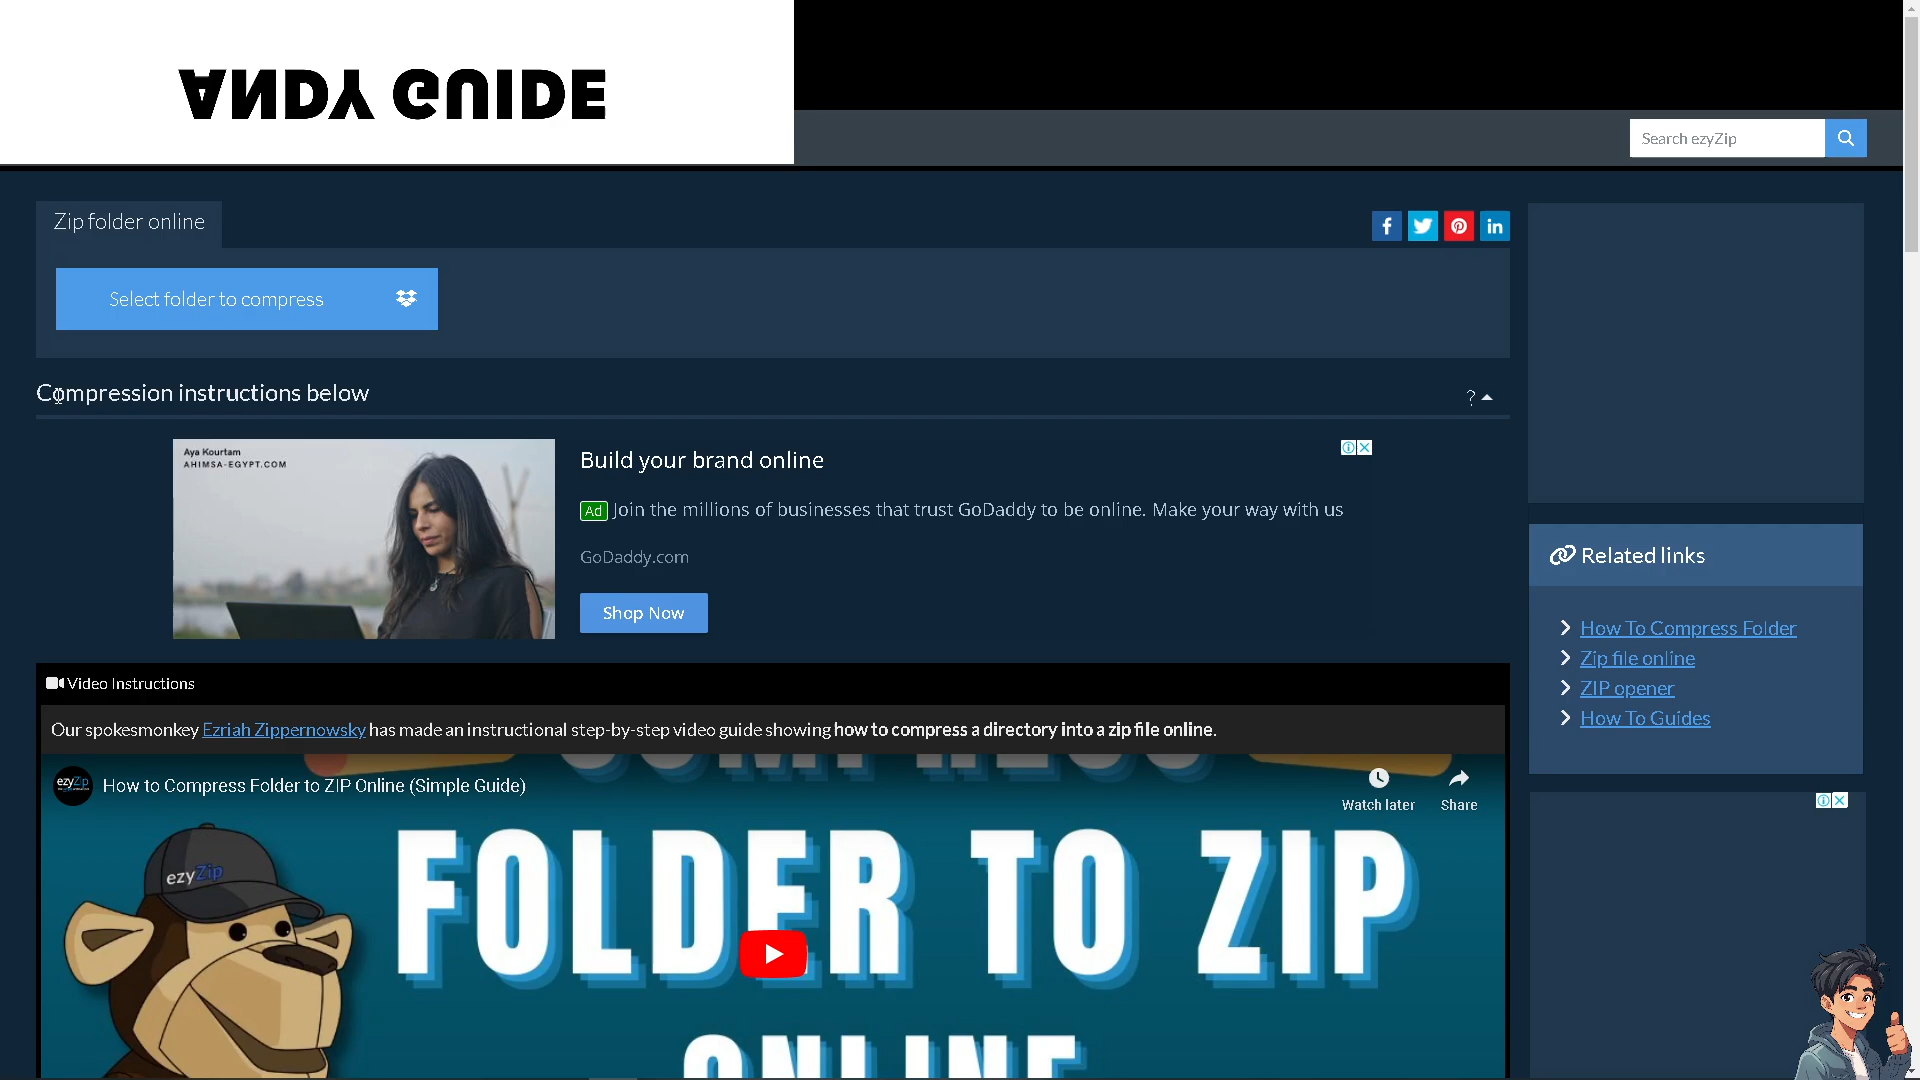 ANDY GUIDE
Search ezyZip
Zip folder online
Select folder to compress
Compression instructions below
?
Aya Kourtam
AHIMSA-EGYPT.COM
Build your brand online
Ad Join the millions of businesses that trust GoDaddy to be online. Make your way with us
GoDaddy.com
Shop Now
Related links
How To Compress Folder
Zip file online
ZIP opener
How To Guides
Video Instructions
Our spokesmonkey Ezriah Zippernowsky has made an instructional step-by-step video guide showing how to compress a directory into a zip file online.
ezyZip
How to Compress Folder to ZIP Online (Simple Guide)
Watch later
Share
COMPRESS
FOLDER TO ZIP
ONLINE
ezyZip